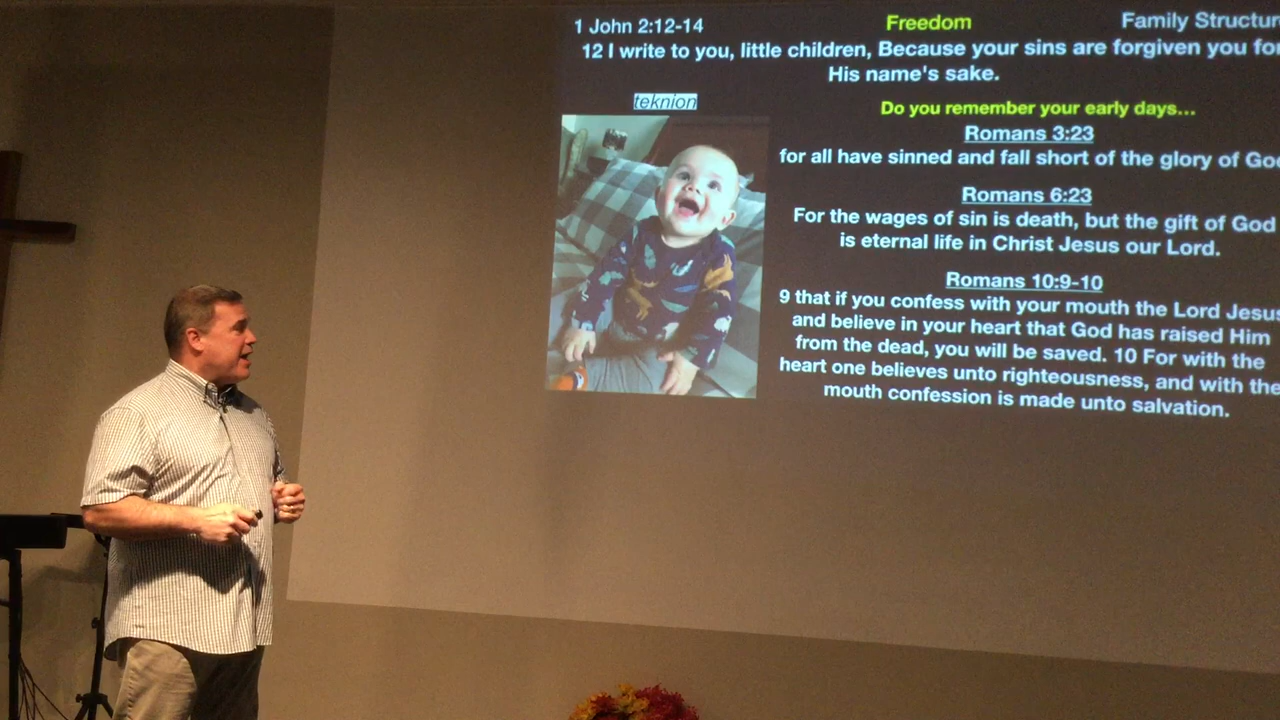 1 John 2:12-14 Freedom Family Structur
12 I write to you, little children, Because your sins are forgiven you for
His name's sake.
teknion
Do you remember your early days...
Romans 3:23
for all have sinned and fall short of the glory of Go
Romans 6:23
For the wages of sin is death, but the gift of God
is eternal life in Christ Jesus our Lord.
Romans 10:9-10
9 that if you confess with your mouth the Lord Jesus
and believe in your heart that God has raised Him
from the dead, you will be saved. 10 For with the
heart one believes unto righteousness, and with the
mouth confession is made unto salvation.